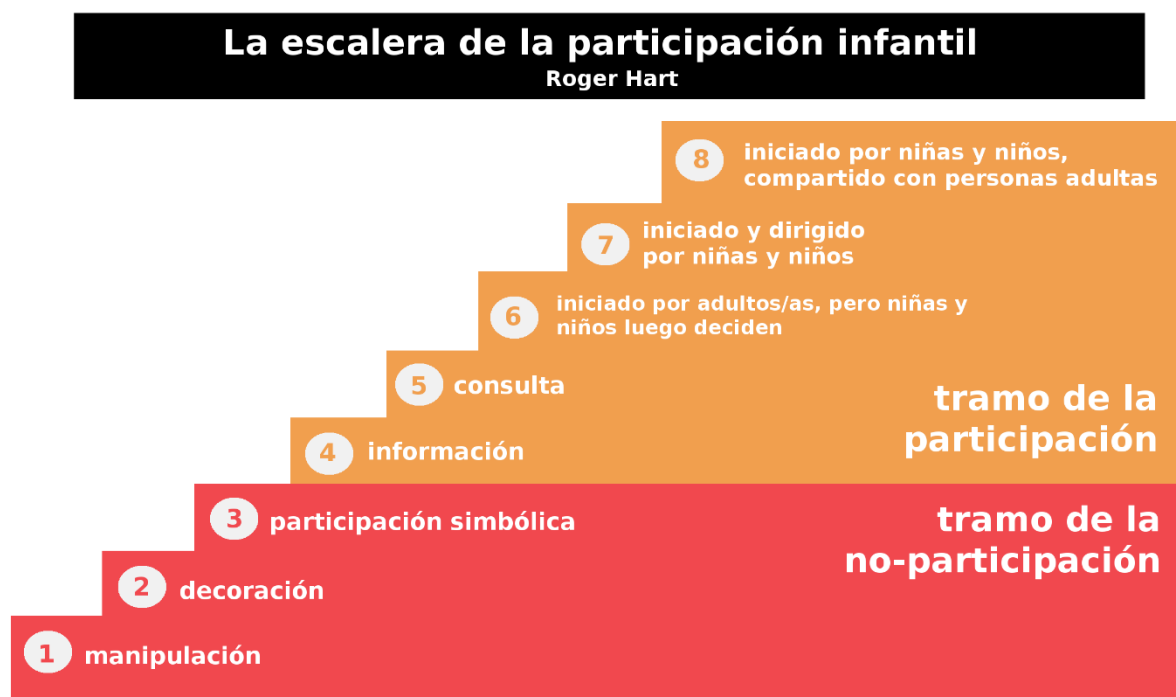 La escalera de la participación infantil
Roger Hart
8
iniciado por niñas y niños,
compartido con personas adultas
7
iniciado y dirigido
por niñas y niños
6
iniciado por adultos/as, pero niñas y
niños luego deciden
5
consulta
4
información
tramo de la
participación
3
participación simbólica
2
decoración
1
manipulación
tramo de la
no-participación